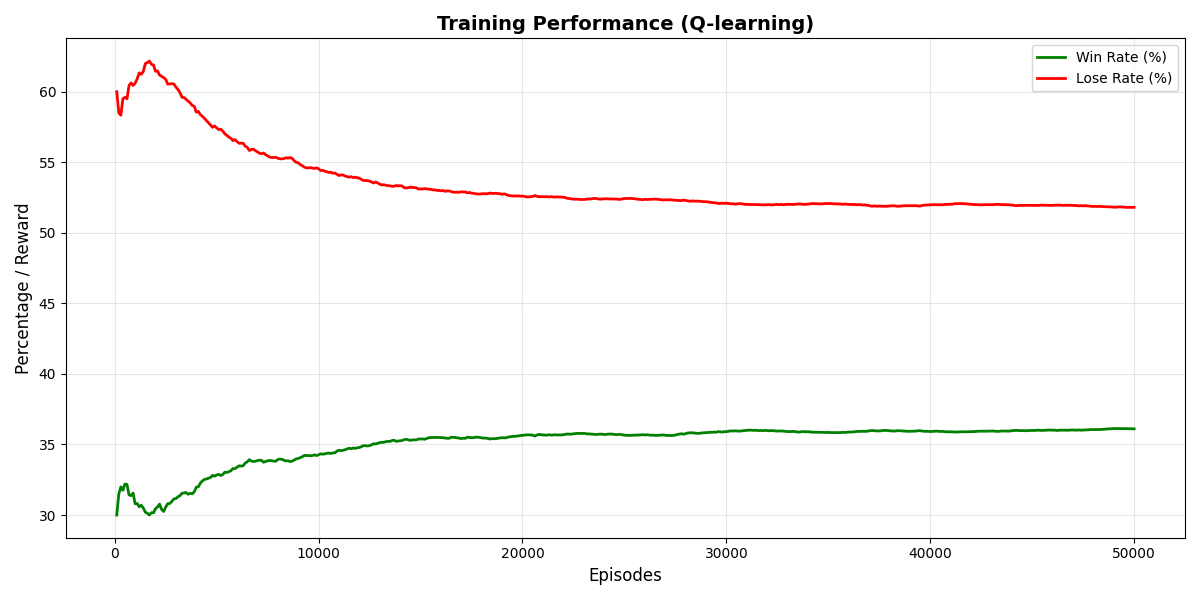 Training Performance (Q-learning)
Win Rate (%)
Lose Rate (%)
Percentage / Reward
60
55
50
45
40
35
30
0
10000
20000
30000
40000
50000
Episodes